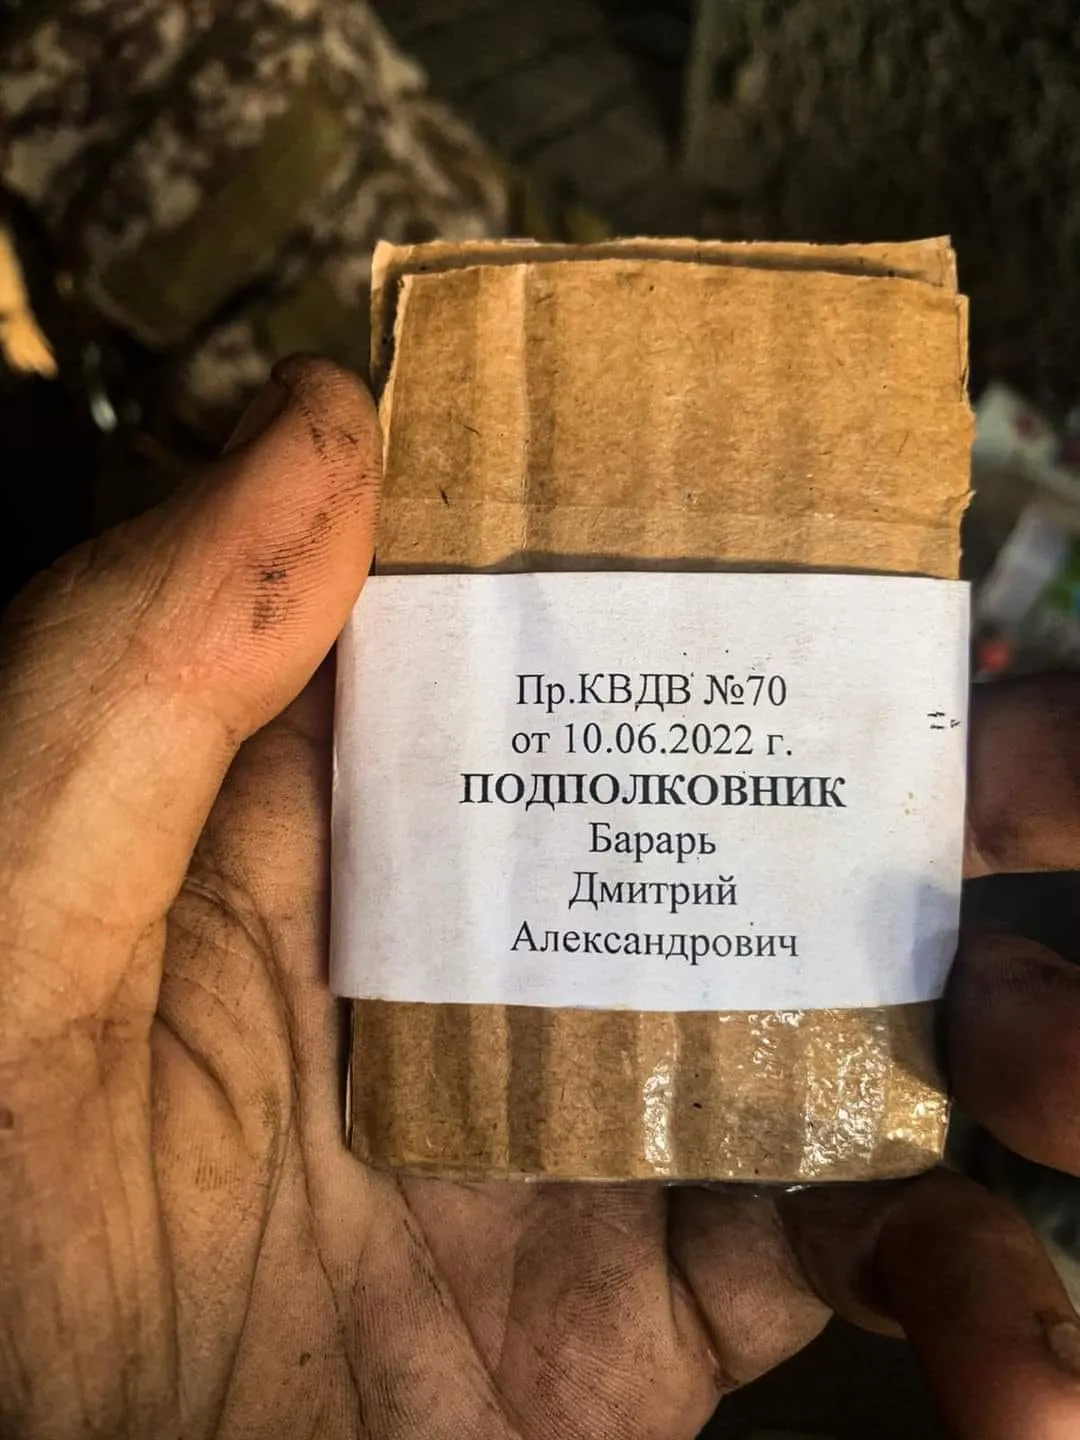 Пр.КВДВ №70
от 10.06.2022 г.
ПОДПОЛКОВНИК
Барарь
Дмитрий
Александрович